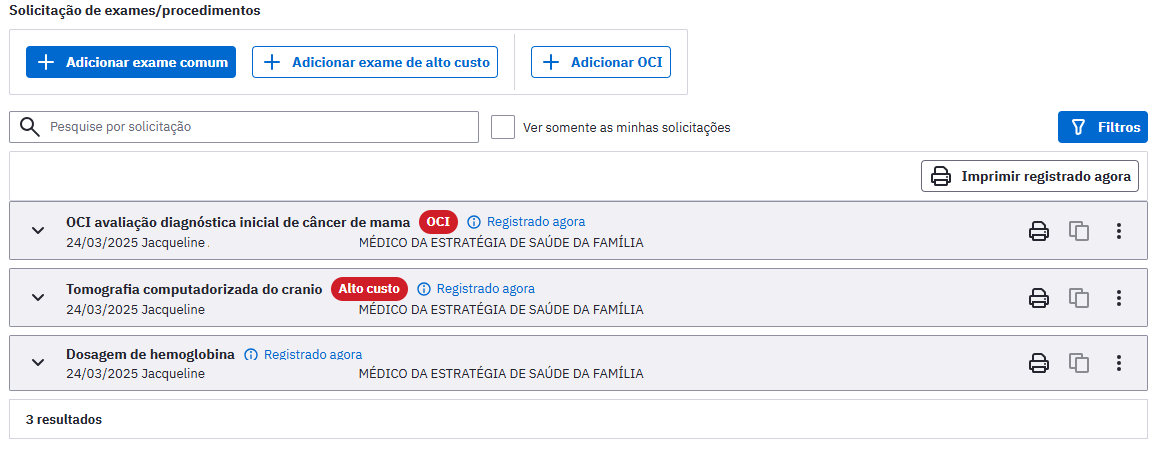 Solicitação de exames/procedimentos
Adicionar exame comum Adicionar exame de alto custo Adicionar OCI
Pesquise por solicitação Ver somente as minhas solicitações Filtros
Imprimir registrado agora
OCI avaliação diagnóstica inicial de câncer de mama OCI Registrado agora
24/03/2025 Jacqueline . MÉDICO DA ESTRATÉGIA DE SAÚDE DA FAMÍLIA
Tomografia computadorizada do cranio Alto custo Registrado agora
24/03/2025 Jacqueline MÉDICO DA ESTRATÉGIA DE SAÚDE DA FAMÍLIA
Dosagem de hemoglobina Registrado agora
24/03/2025 Jacqueline MÉDICO DA ESTRATÉGIA DE SAÚDE DA FAMÍLIA
3 resultados